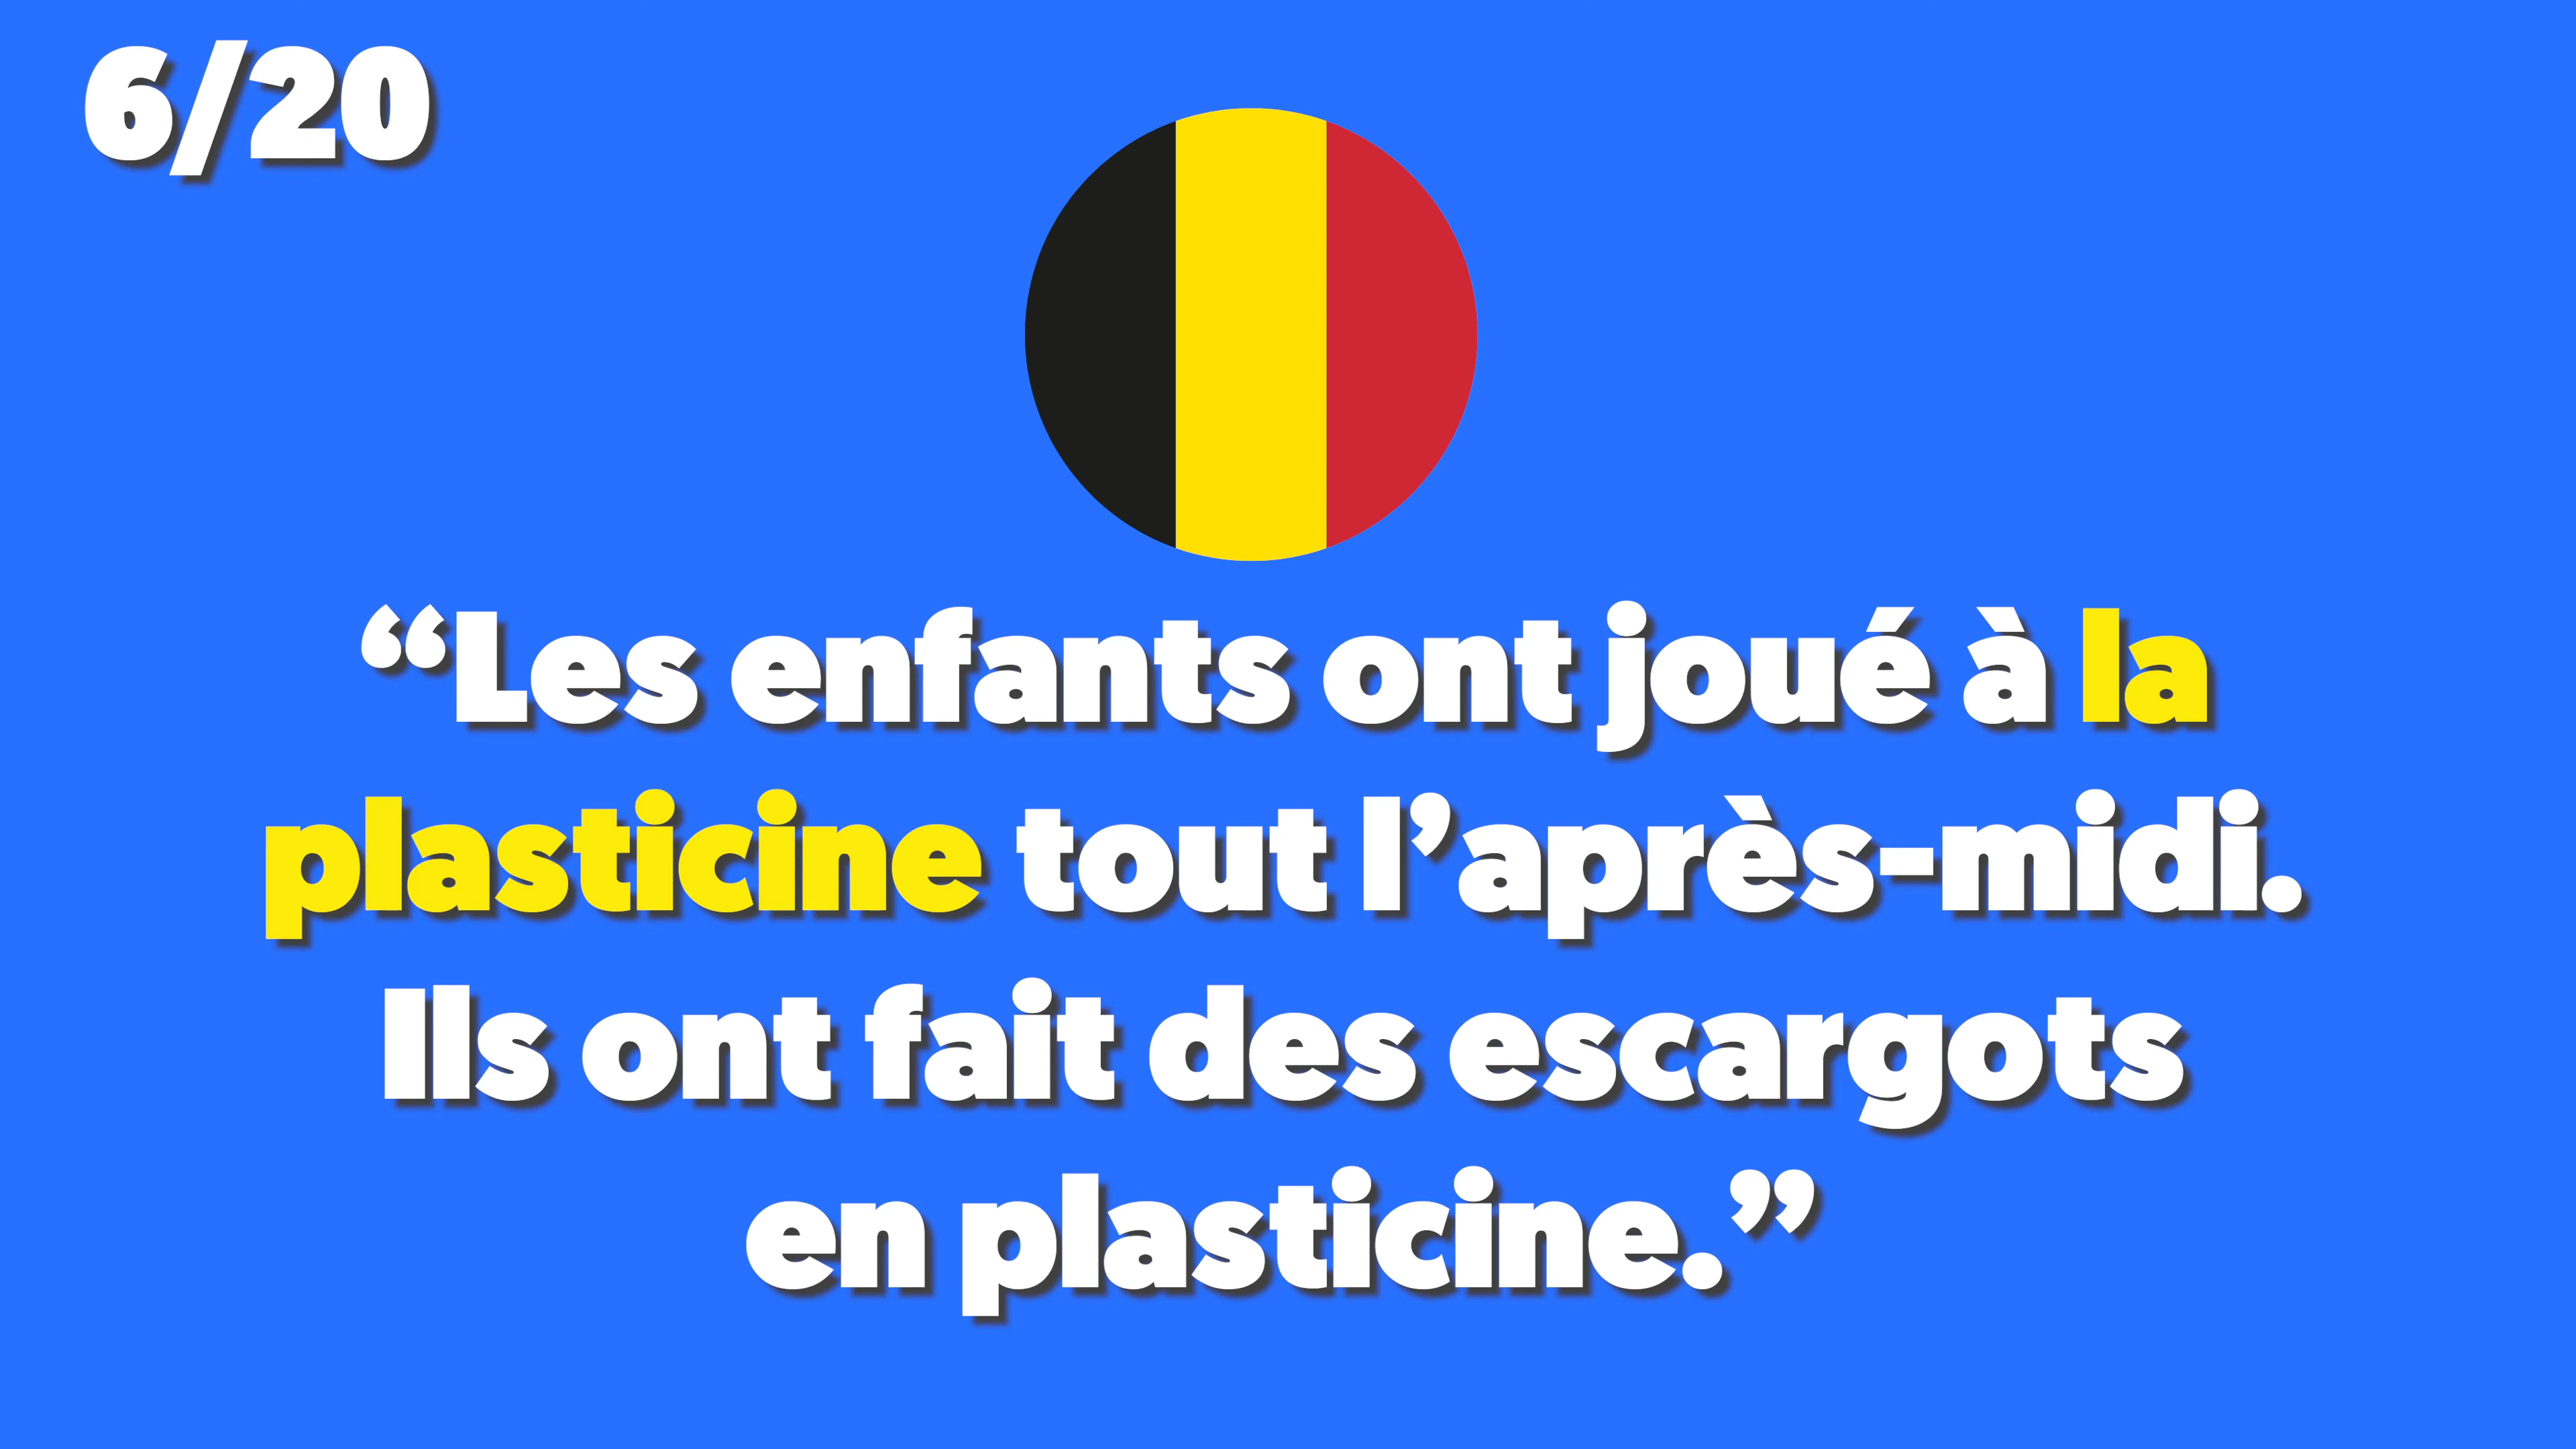 6/20
“Les enfants ont joué à la
plasticine tout l’après-midi.
Ils ont fait des escargots
en plasticine.”